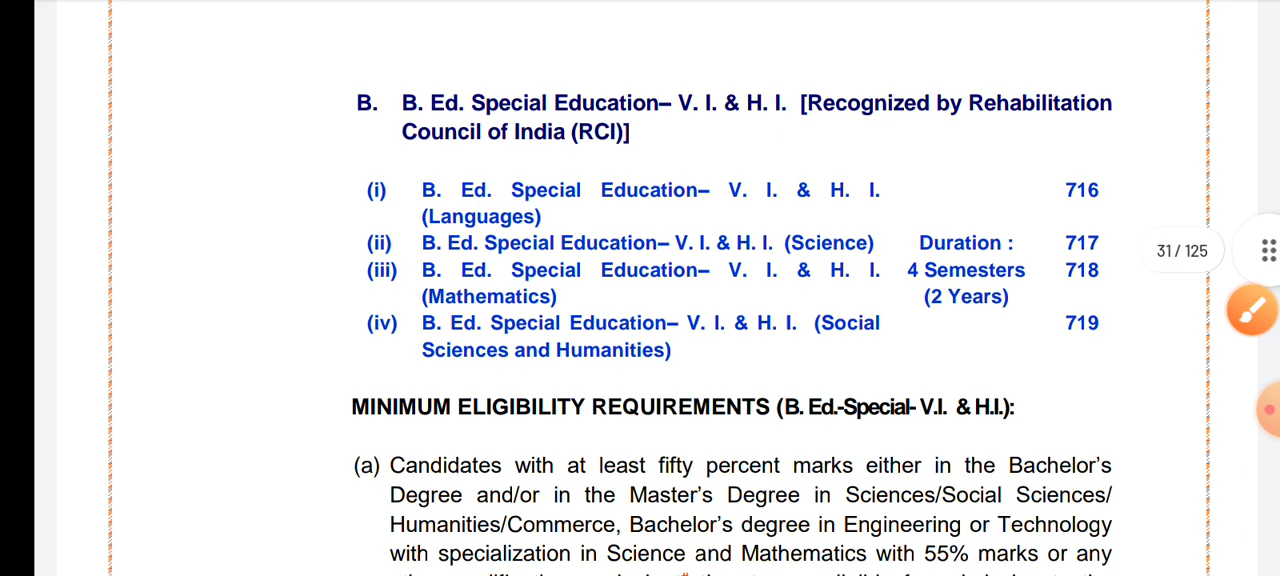 B. B. Ed. Special Education– V. I. & H. I. [Recognized by Rehabilitation
Council of India (RCI)]
(i) B. Ed. Special Education– V. I. & H. I. 716
(Languages)
(ii) B. Ed. Special Education– V. I. & H. I. (Science) Duration : 717
31 / 125
(iii) B. Ed. Special Education– V. I. & H. I. 4 Semesters 718
(Mathematics) (2 Years)
(iv) B. Ed. Special Education– V. I. & H. I. (Social 719
Sciences and Humanities)
MINIMUM ELIGIBILITY REQUIREMENTS (B. Ed.-Special- V.I. & H.I.):
(a) Candidates with at least fifty percent marks either in the Bachelor’s
Degree and/or in the Master’s Degree in Sciences/Social Sciences/
Humanities/Commerce, Bachelor’s degree in Engineering or Technology
with specialization in Science and Mathematics with 55% marks or any